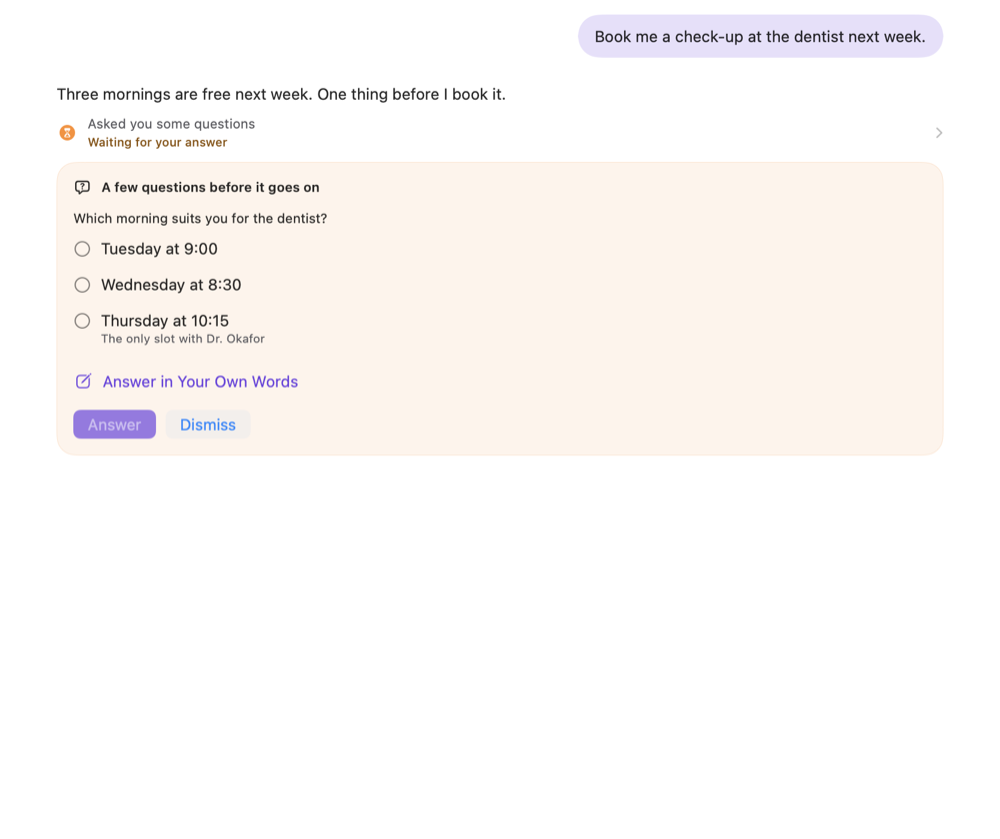 Book me a check-up at the dentist next week.
Three mornings are free next week. One thing before I book it.
Asked you some questions
Waiting for your answer
A few questions before it goes on
Which morning suits you for the dentist?
Tuesday at 9:00
Wednesday at 8:30
Thursday at 10:15
The only slot with Dr. Okafor
Answer in Your Own Words
Answer
Dismiss